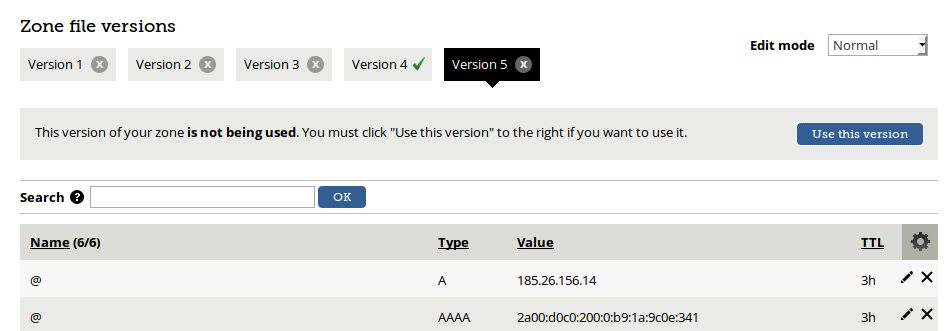 Zone file versions
Edit mode Normal
Version 1 x Version 2 x Version 3 x Version 4 Version 5 x
This version of your zone is not being used. You must click "Use this version" to the right if you want to use it. Use this version
Search ? OK
Name (6/6) Type Value TTL
@ A 185.26.156.14 3h
@ AAAA 2a00:d0c0:200:0:b9:1a:9c0e:341 3h